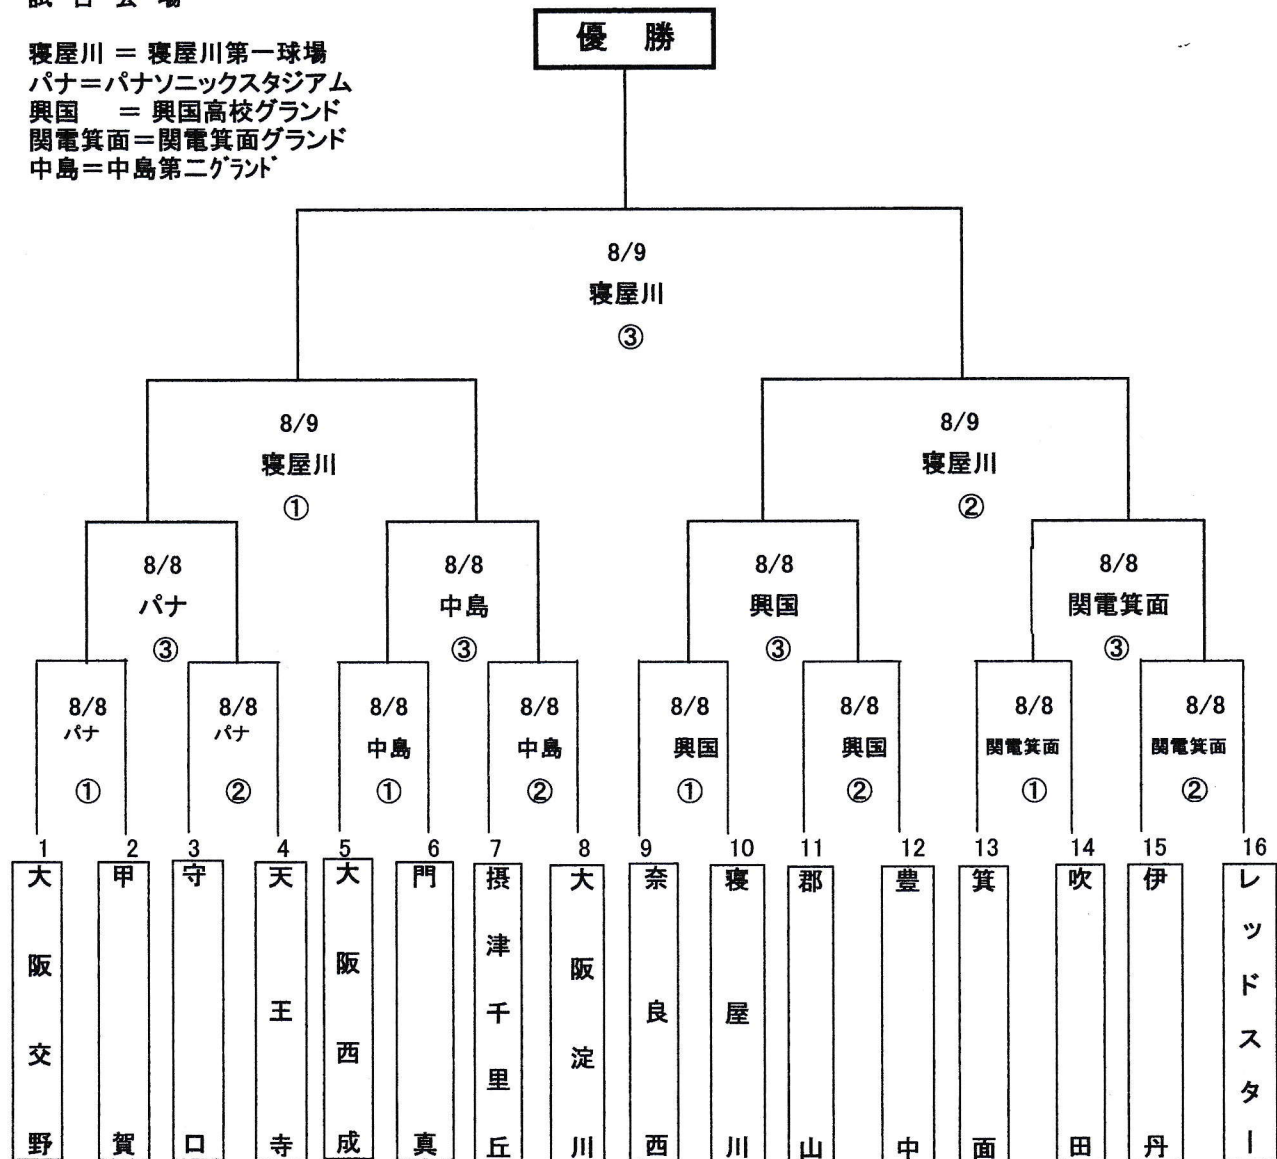 試合会場
優勝
寝屋川 = 寝屋川第一球場
パナ=パナソニックスタジアム
興国 = 興国高校グランド
関電箕面=関電箕面グランド
中島=中島第二グランド
8/9
寝屋川
③
8/9 8/9
寝屋川 寝屋川
① ②
8/8 8/8 8/8 8/8
パナ 中島 興国 関電箕面
③ ③ ③ ③
8/8 8/8 8/8 8/8 8/8 8/8 8/8 8/8
パナ パナ 中島 中島 興国 興国 関電箕面 関電箕面
① ② ① ② ① ② ① ②
1 2 3 4 5 6 7 8 9 10 11 12 13 14 15 16
大阪交野
甲賀
守口
天王寺
大阪西成
門真
摂津千里丘
大阪淀川
奈良西
寝屋川
郡山
豊中
箕面
吹田
伊丹
レッドスター